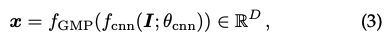 𝒙 = f_GMP(f_cnn(𝑰; θ_cnn)) ∈ ℝ^D , (3)